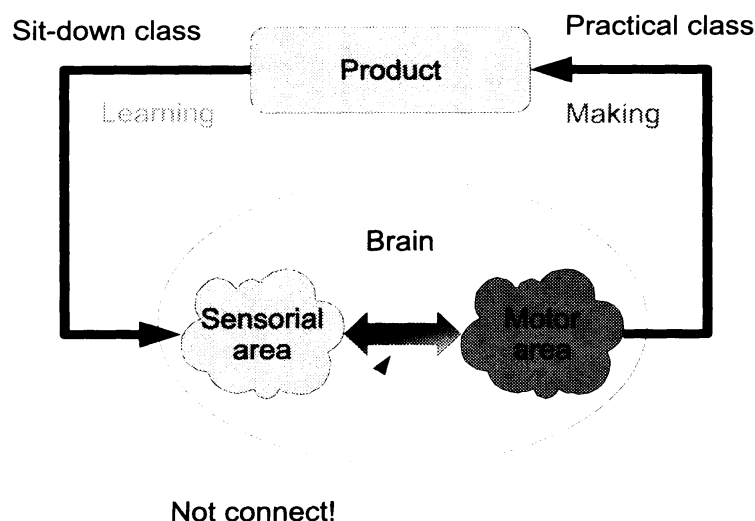 Sit-down class
Practical class
Product
Learning
Making
Brain
Sensorial
area
Motor
area
Not connect!